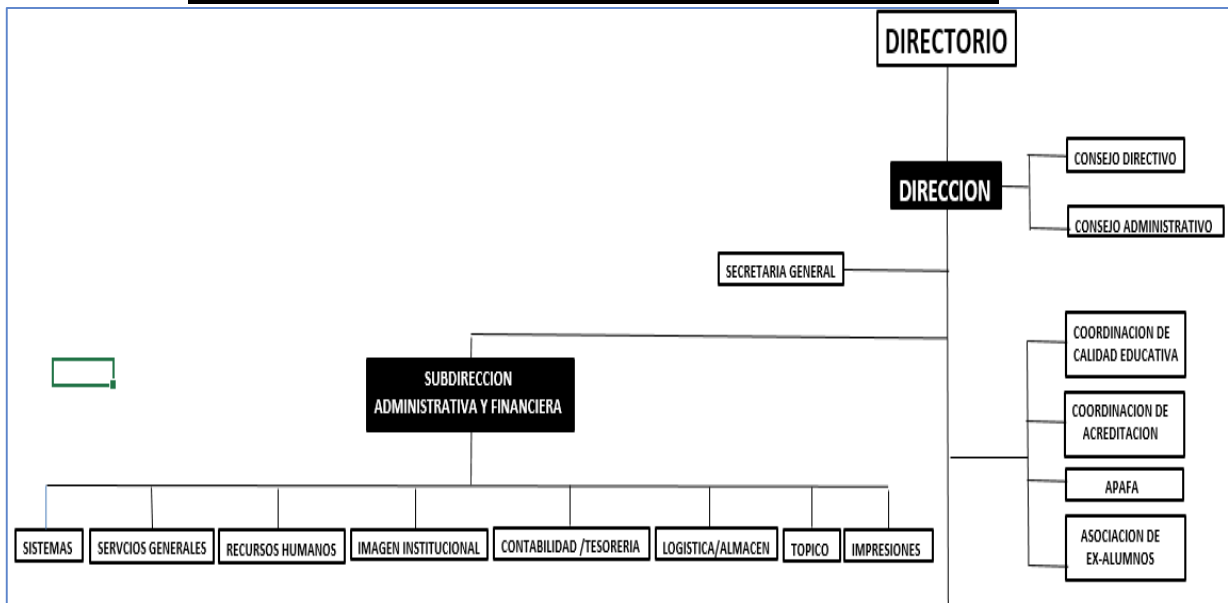 DIRECTORIO
CONSEJO DIRECTIVO
DIRECCION
CONSEJO ADMINISTRATIVO
SECRETARIA GENERAL
COORDINACION DE
CALIDAD EDUCATIVA
SUBDIRECCION
ADMINISTRATIVA Y FINANCIERA
COORDINACION DE
ACREDITACION
APAFA
SISTEMAS
SERVCIOS GENERALES
RECURSOS HUMANOS
IMAGEN INSTITUCIONAL
CONTABILIDAD /TESORERIA
LOGISTICA/ALMACEN
TOPICO
IMPRESIONES
ASOCIACION DE
EX-ALUMNOS